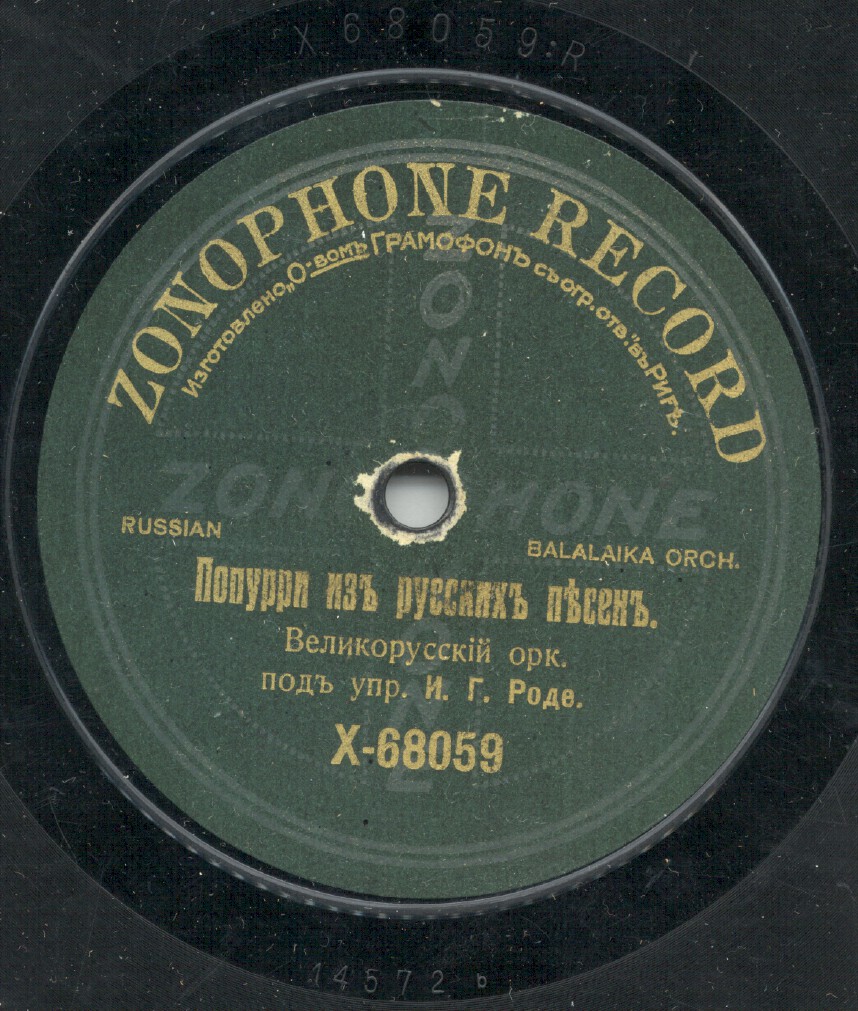 X 68059:R
ZONOPHONE RECORD
Изготовлено „О-вомъ Грамофонъ съ огр. отв." въ Ригѣ.
ZONOPHONE
ZONOPHONE
RUSSIAN
BALALAIKA ORCH.
Попурри изъ русскихъ пѣсенъ.
Великорусскій орк.
подъ упр. И. Г. Роде.
X-68059
14572 b